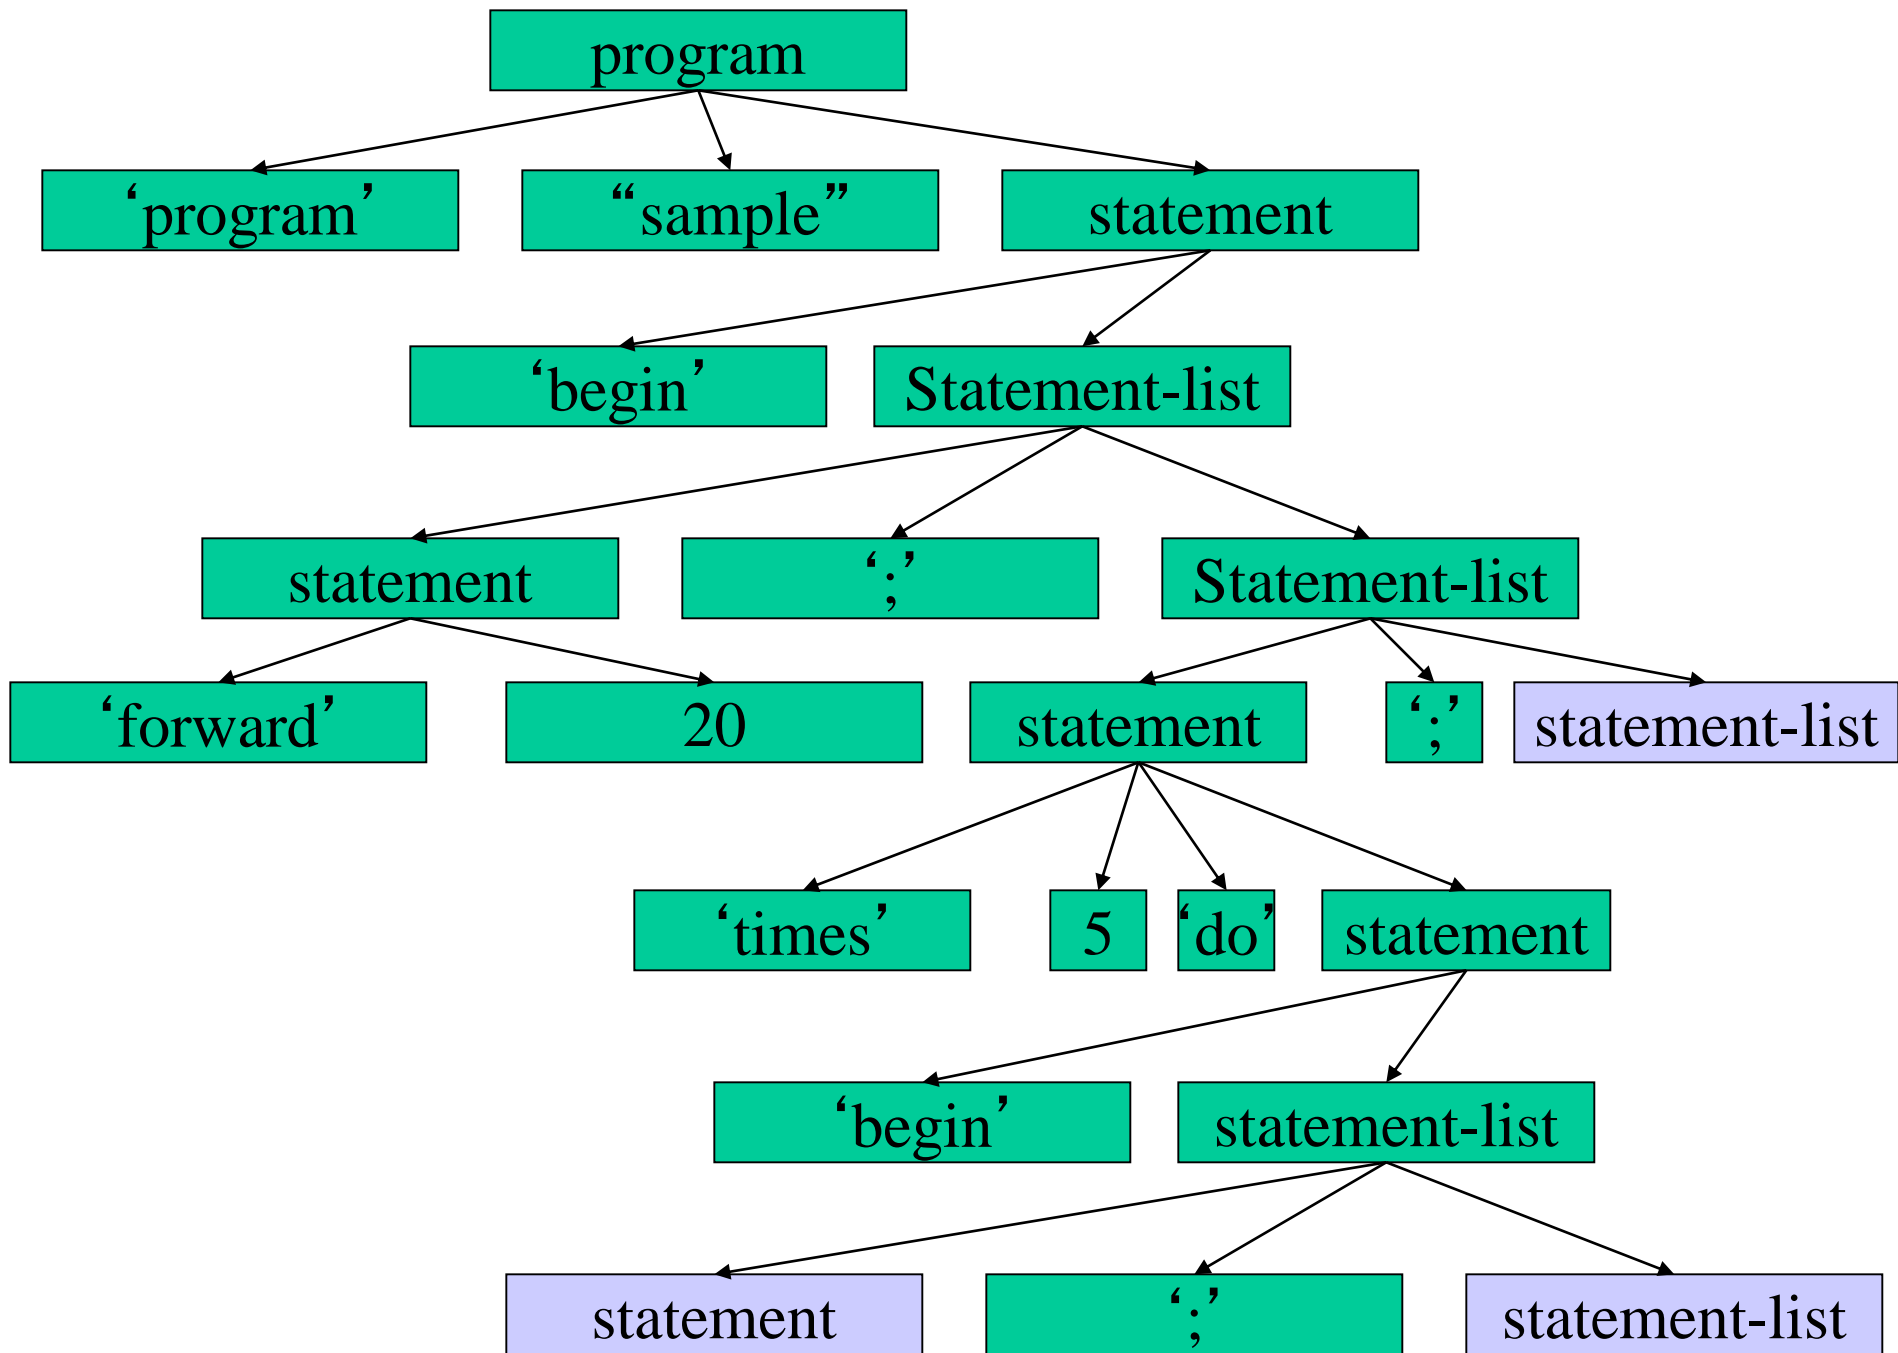 program
‘program’
“sample”
statement
‘begin’
Statement-list
statement
‘;’
Statement-list
‘forward’
20
statement
‘;’
statement-list
‘times’
5
‘do’
statement
‘begin’
statement-list
statement
‘;’
statement-list